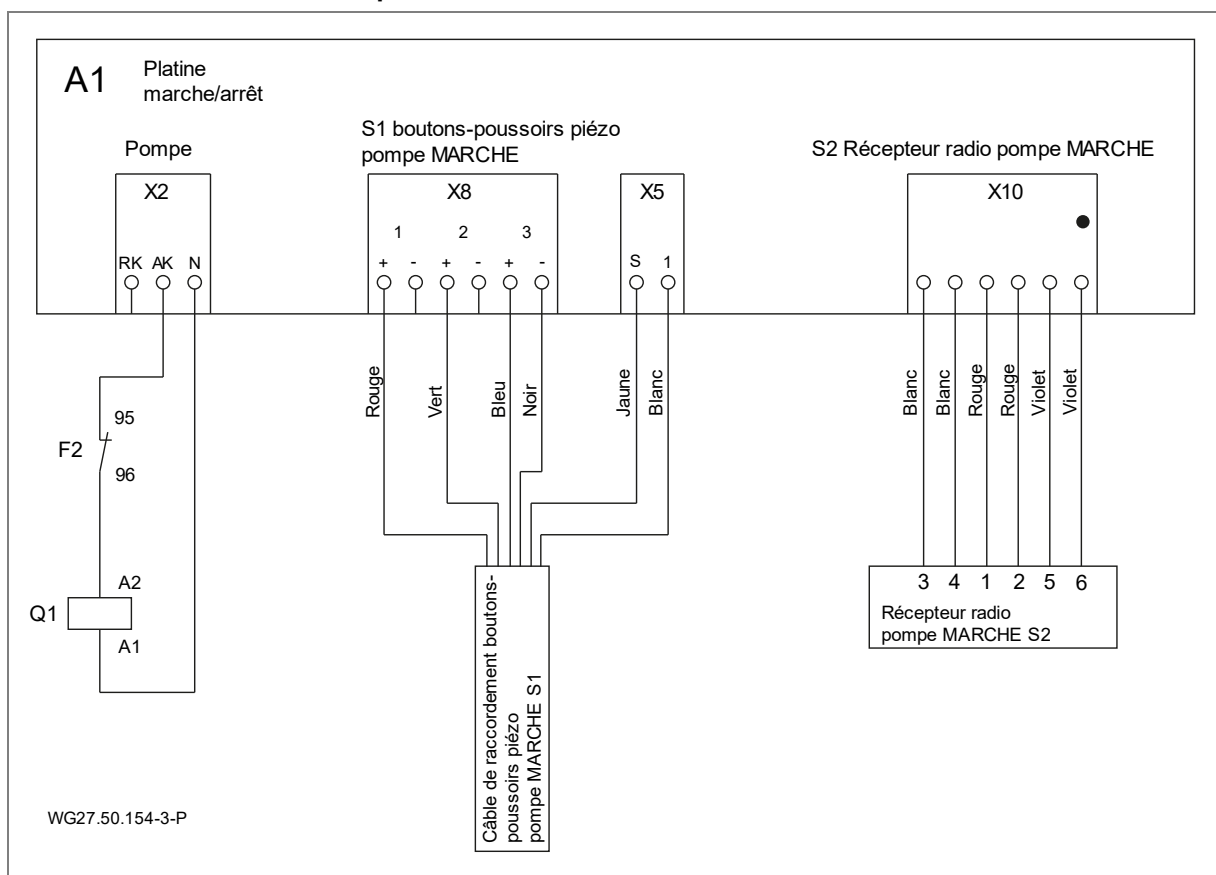 A1
Platine
marche/arrêt
Pompe
S1 boutons-poussoirs piézo
pompe MARCHE
S2 Récepteur radio pompe MARCHE
X2
X8
X5
X10
1 2 3
RK AK N
+ - + - + -
S 1
Rouge
Vert
Bleu
Noir
Jaune
Blanc
Blanc
Blanc
Rouge
Rouge
Violet
Violet
95
F2
96
A2
Q1
A1
3 4 1 2 5 6
Récepteur radio
pompe MARCHE S2
Câble de raccordement boutons-
poussoirs piézo
pompe MARCHE S1
WG27.50.154-3-P